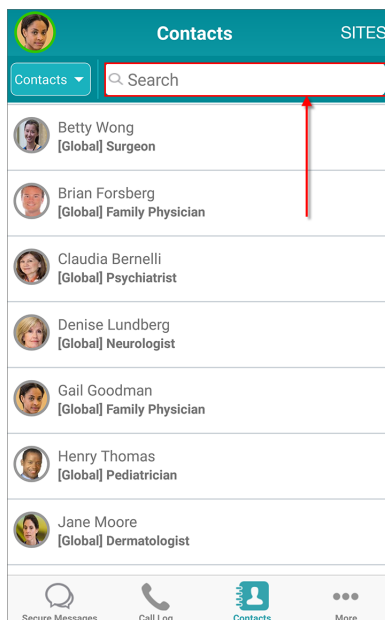 Contacts
SITES
Contacts
Search
Betty Wong
[Global] Surgeon
Brian Forsberg
[Global] Family Physician
Claudia Bernelli
[Global] Psychiatrist
Denise Lundberg
[Global] Neurologist
Gail Goodman
[Global] Family Physician
Henry Thomas
[Global] Pediatrician
Jane Moore
[Global] Dermatologist
Secure Messages
Call Log
Contacts
More